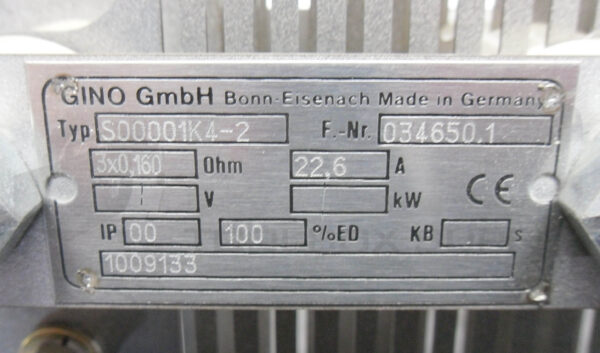 GINO GmbH Bonn-Eisenach Made in Germany
Typ S00001K4-2 F.-Nr. 034650.1
3x0,160 Ohm 22,6 A
/ V kW CE
IP 00 100 %ED KB s
1009133